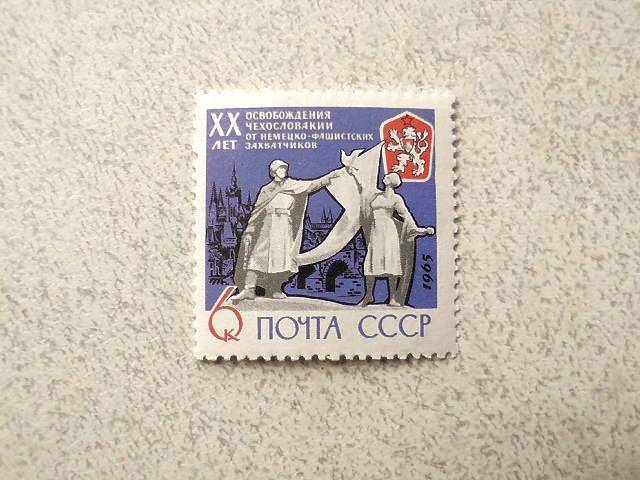 XX ЛЕТ
ОСВОБОЖДЕНИЯ
ЧЕХОСЛОВАКИИ
ОТ НЕМЕЦКО-ФАШИСТСКИХ
ЗАХВАТЧИКОВ
1965
6 К
ПОЧТА СССР